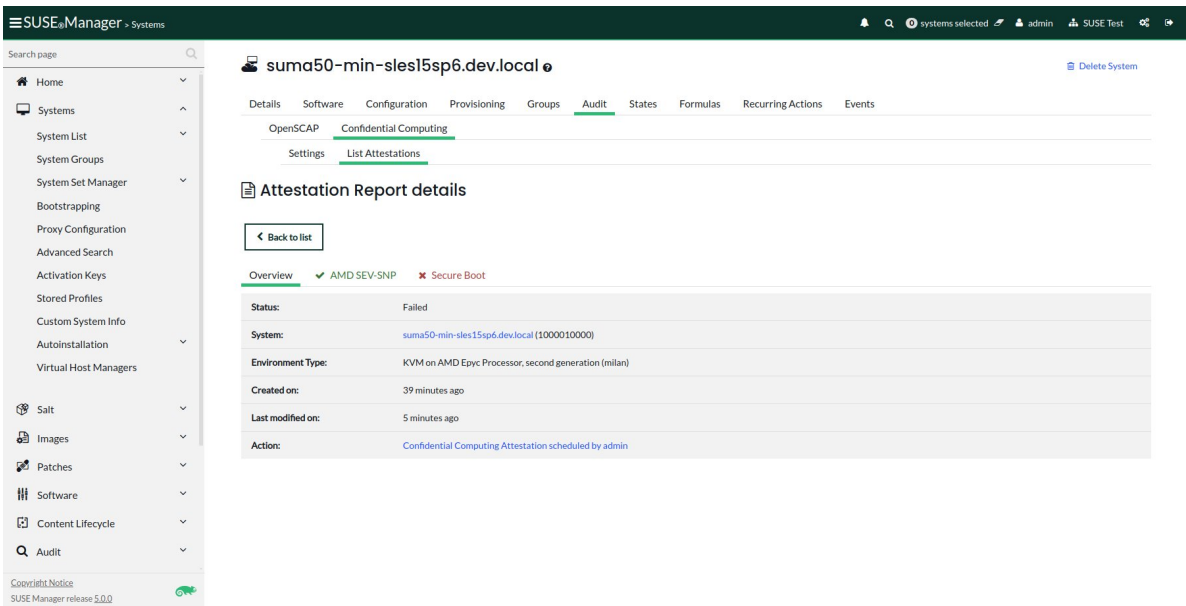 SUSE®Manager > Systems
0 systems selected admin SUSE Test
Search page
Home
Systems
System List
System Groups
System Set Manager
Bootstrapping
Proxy Configuration
Advanced Search
Activation Keys
Stored Profiles
Custom System Info
Autoinstallation
Virtual Host Managers
Salt
Images
Patches
Software
Content Lifecycle
Audit
Copyright Notice
SUSE Manager release 5.0.0
suma50-min-sles15sp6.dev.local ?
Delete System
Details Software Configuration Provisioning Groups Audit States Formulas Recurring Actions Events
OpenSCAP Confidential Computing
Settings List Attestations
Attestation Report details
Back to list
Overview AMD SEV-SNP Secure Boot
Status: Failed
System: suma50-min-sles15sp6.dev.local (1000010000)
Environment Type: KVM on AMD Epyc Processor, second generation (milan)
Created on: 39 minutes ago
Last modified on: 5 minutes ago
Action: Confidential Computing Attestation scheduled by admin